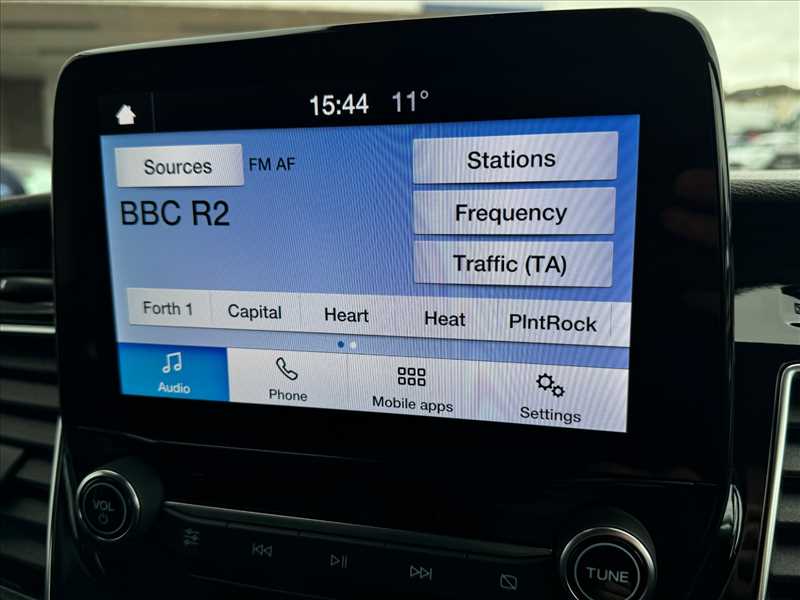 15:44 11°
Sources FM AF Stations
BBC R2 Frequency
Traffic (TA)
Forth 1 Capital Heart Heat PlntRock
Audio Phone Mobile apps Settings
VOL
TUNE